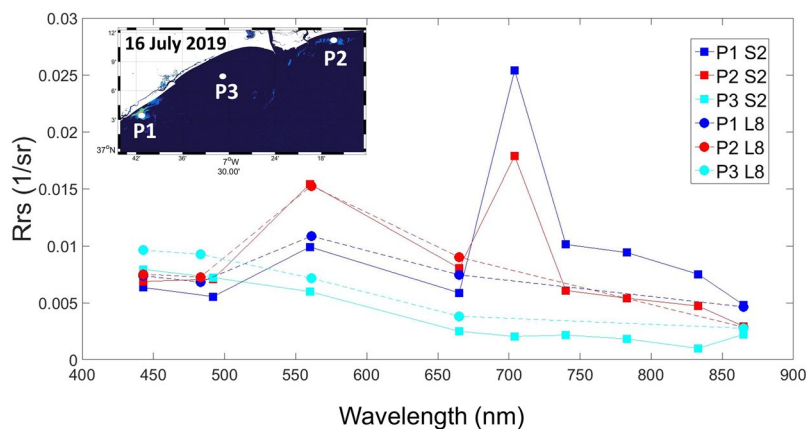 0.03
0.025
0.02
0.015
0.01
0.005
0
Rrs (1/sr)
16 July 2019
P2
P3
P1
12'
9'
6'
3'
37°N
42'
36'
7°W
30.00'
24'
18'
P1 S2
P2 S2
P3 S2
P1 L8
P2 L8
P3 L8
400 450 500 550 600 650 700 750 800 850 900
Wavelength (nm)